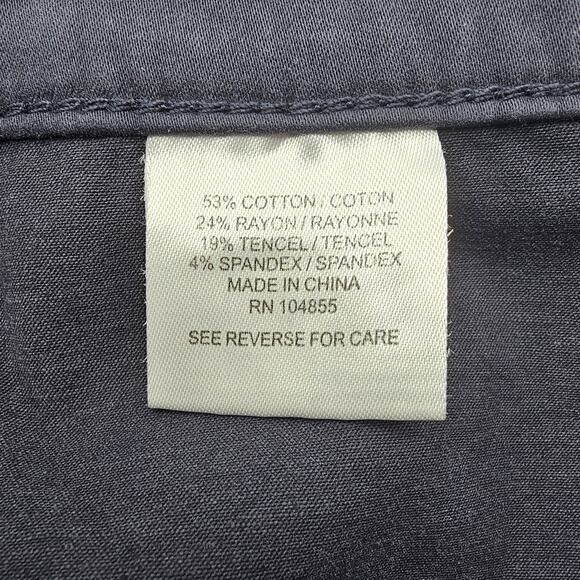 53% COTTON / COTON
24% RAYON / RAYONNE
19% TENCEL / TENCEL
4% SPANDEX / SPANDEX
MADE IN CHINA
RN 104855
SEE REVERSE FOR CARE